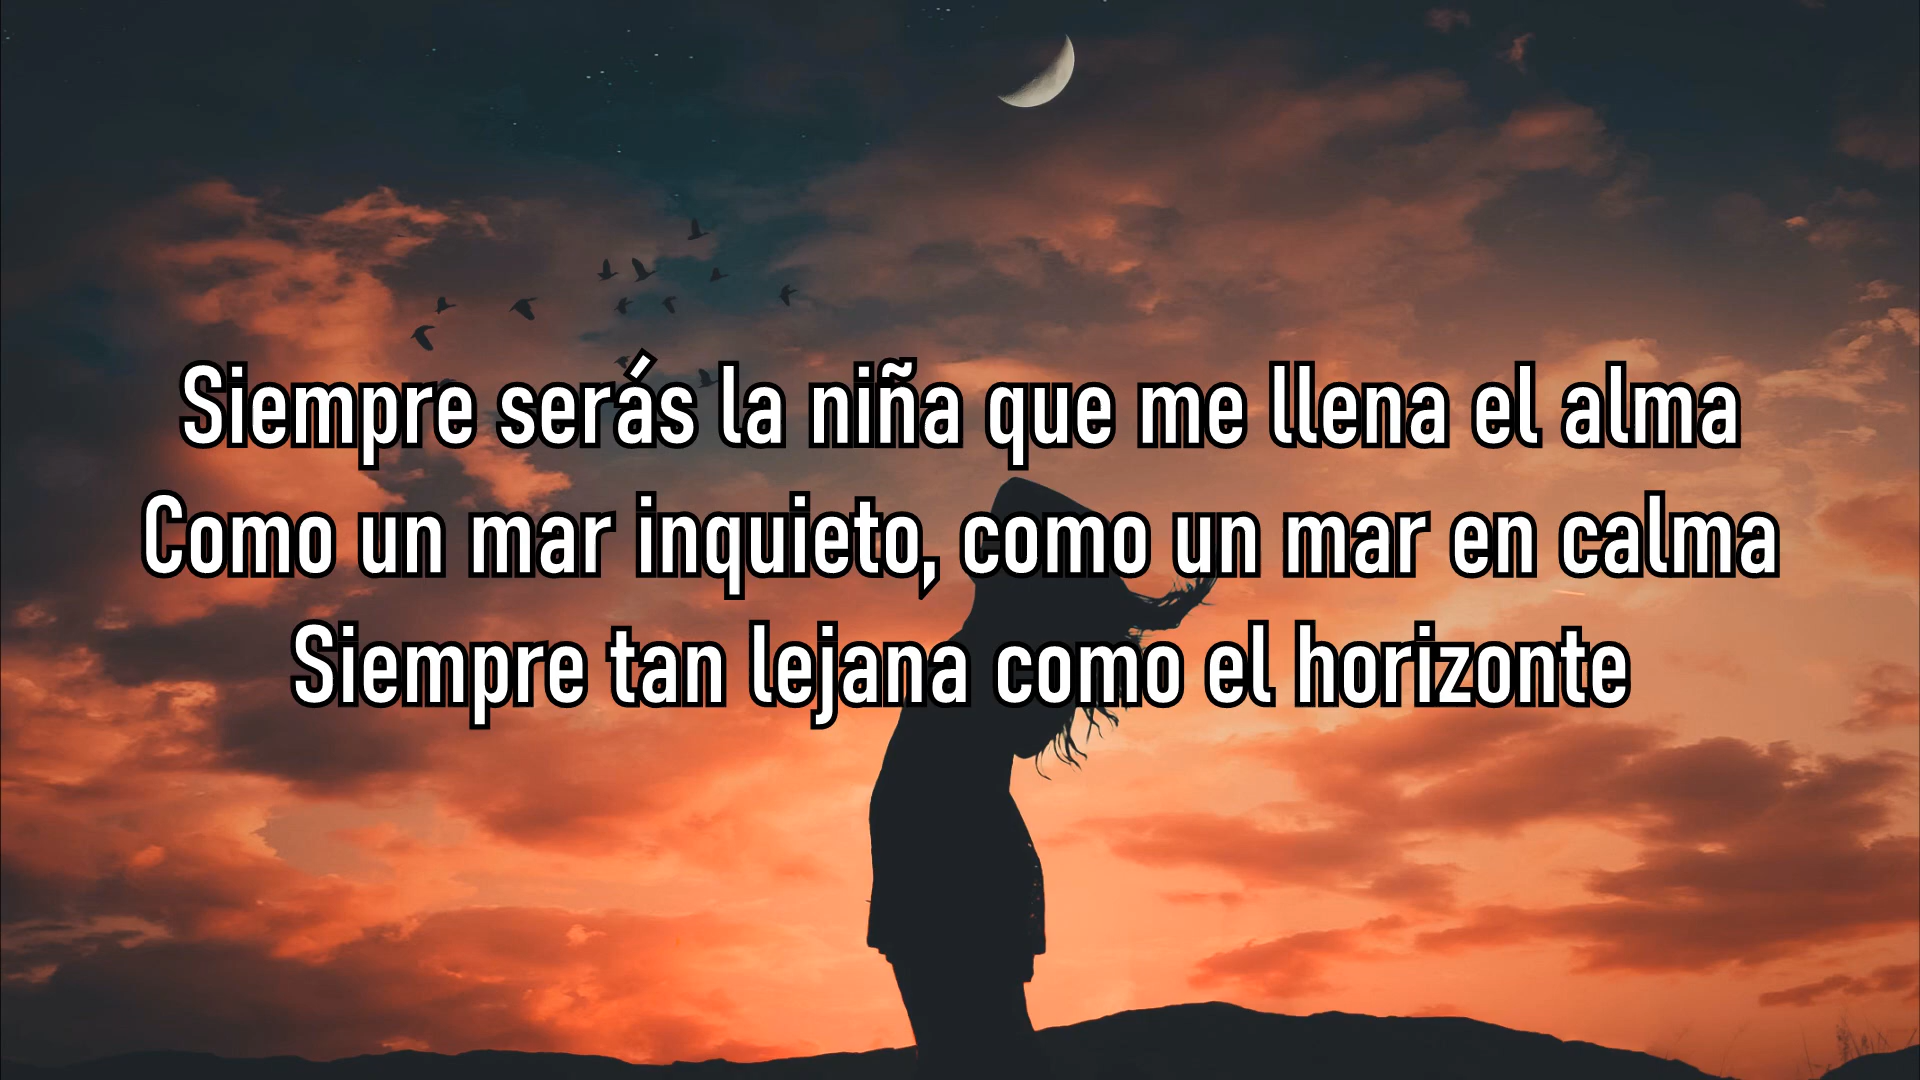 Siempre serás la niña que me llena el alma
Como un mar inquieto, como un mar en calma
Siempre tan lejana como el horizonte